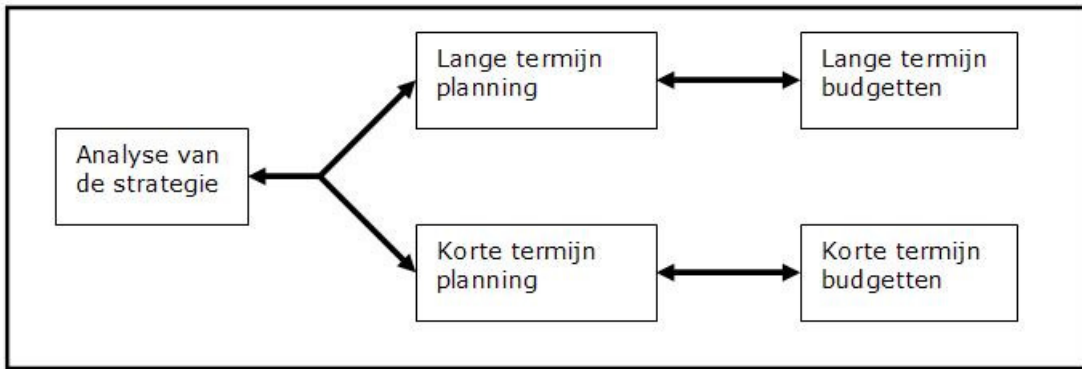 Analyse van
de strategie
Lange termijn
planning
Lange termijn
budgetten
Korte termijn
planning
Korte termijn
budgetten